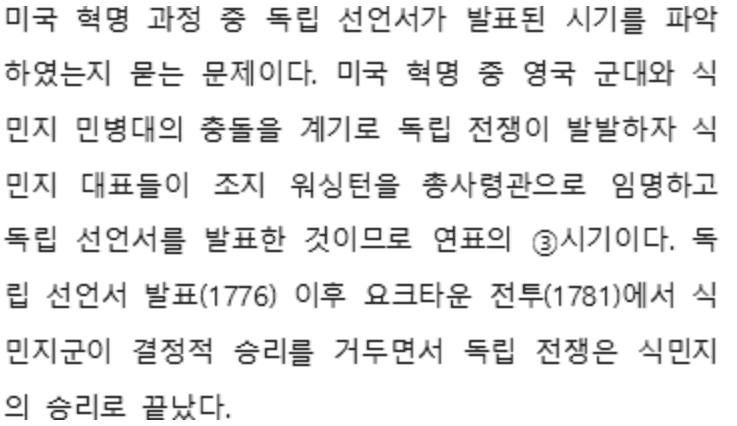 미국 혁명 과정 중 독립 선언서가 발표된 시기를 파악
하였는지 묻는 문제이다. 미국 혁명 중 영국 군대와 식
민지 민병대의 충돌을 계기로 독립 전쟁이 발발하자 식
민지 대표들이 조지 워싱턴을 총사령관으로 임명하고
독립 선언서를 발표한 것이므로 연표의 ③시기이다. 독
립 선언서 발표(1776) 이후 요크타운 전투(1781)에서 식
민지군이 결정적 승리를 거두면서 독립 전쟁은 식민지
의 승리로 끝났다.